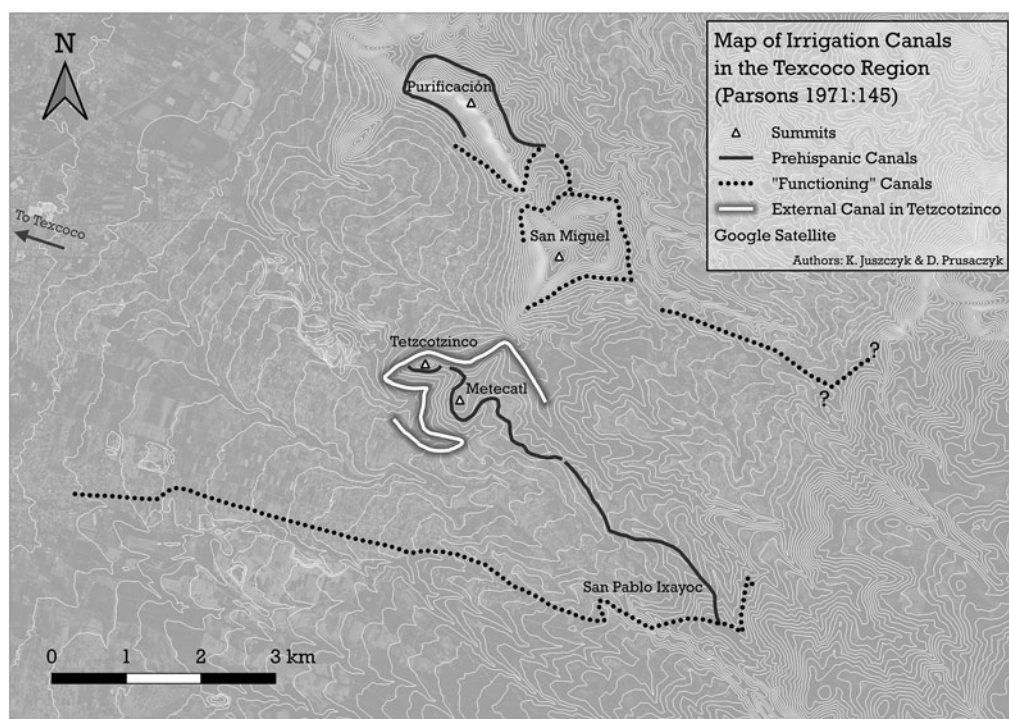 N
Map of Irrigation Canals
in the Texcoco Region
(Parsons 1971:145)
Summits
Prehispanic Canals
"Functioning" Canals
External Canal in Tetzcotzinco
Google Satellite
Authors: K. Juszczyk & D. Prusaczyk
Purificación
To Texcoco
San Miguel
Tetzcotzinco
Metecatl
?
?
San Pablo Ixayoc
0 1 2 3 km